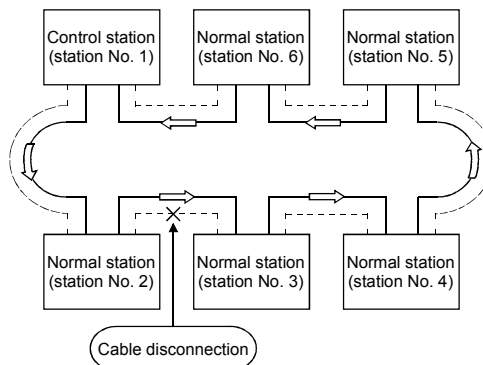 Control station
(station No. 1)
Normal station
(station No. 6)
Normal station
(station No. 5)
Normal station
(station No. 2)
Normal station
(station No. 3)
Normal station
(station No. 4)
Cable disconnection